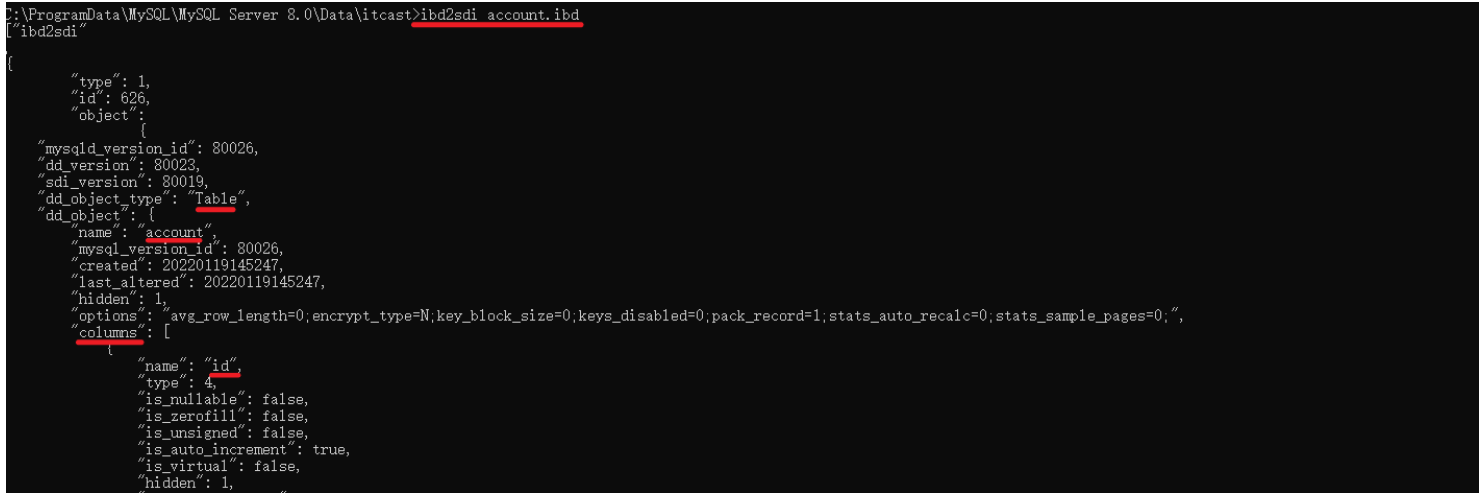 C:\ProgramData\MySQL\MySQL Server 8.0\Data\itcast>ibd2sdi account.ibd
["ibd2sdi"
,
{
"type": 1,
"id": 626,
"object":
{
"mysqld_version_id": 80026,
"dd_version": 80023,
"sdi_version": 80019,
"dd_object_type": "Table",
"dd_object": {
"name": "account",
"mysql_version_id": 80026,
"created": 20220119145247,
"last_altered": 20220119145247,
"hidden": 1,
"options": "avg_row_length=0;encrypt_type=N;key_block_size=0;keys_disabled=0;pack_record=1;stats_auto_recalc=0;stats_sample_pages=0;",
"columns": [
{
"name": "id",
"type": 4,
"is_nullable": false,
"is_zerofill": false,
"is_unsigned": false,
"is_auto_increment": true,
"is_virtual": false,
"hidden": 1,